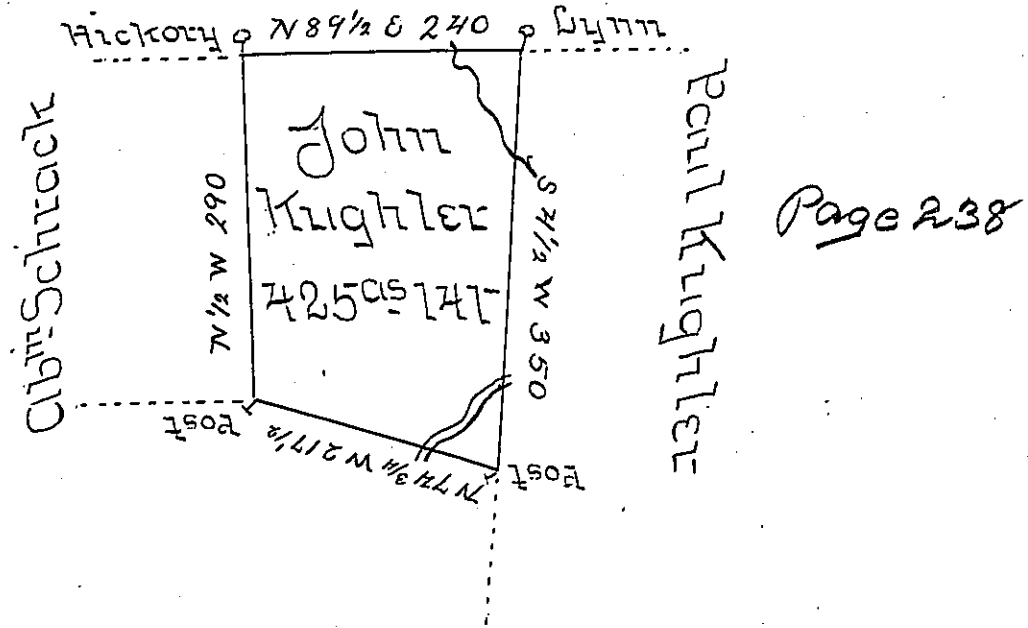 Hickory N 89½ E 240 Lynn
John
Kughler
425as 141
N ½ W 290
S 4½ W 350
Abm Schrack
Paul Kughler
Page 238
Post
N 74¾ W 217½
Post